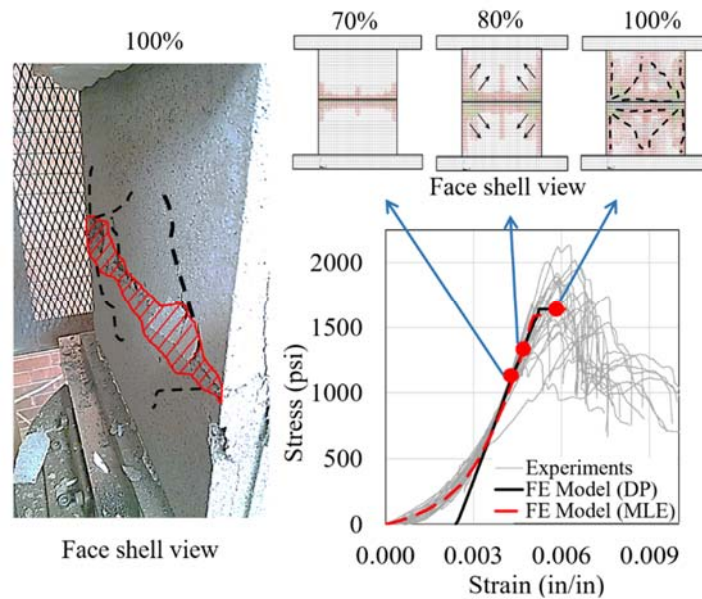 100%
70% 80% 100%
Face shell view
Face shell view
Stress (psi)
2000
1500
1000
500
0
Experiments
FE Model (DP)
FE Model (MLE)
0.000 0.003 0.006 0.009
Strain (in/in)